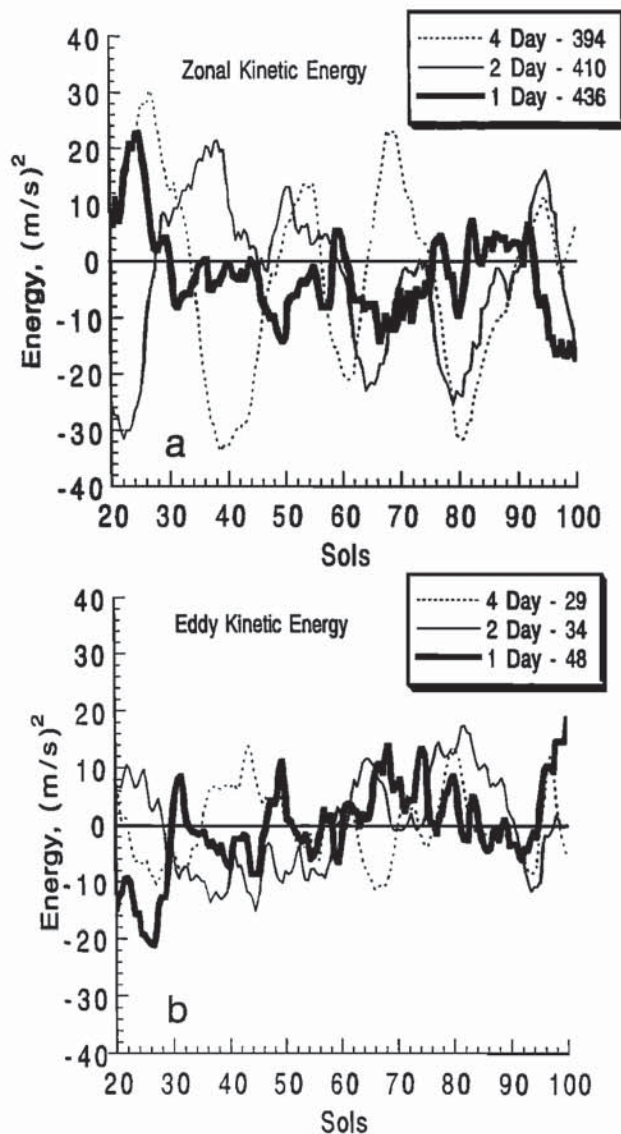 40
30
20
10
0
-10
-20
-30
-40
Energy, (m/s)²
Zonal Kinetic Energy
4 Day - 394
2 Day - 410
1 Day - 436
a
20 30 40 50 60 70 80 90 100
Sols
40
30
20
10
0
-10
-20
-30
-40
Energy, (m/s)²
Eddy Kinetic Energy
4 Day - 29
2 Day - 34
1 Day - 48
b
20 30 40 50 60 70 80 90 100
Sols